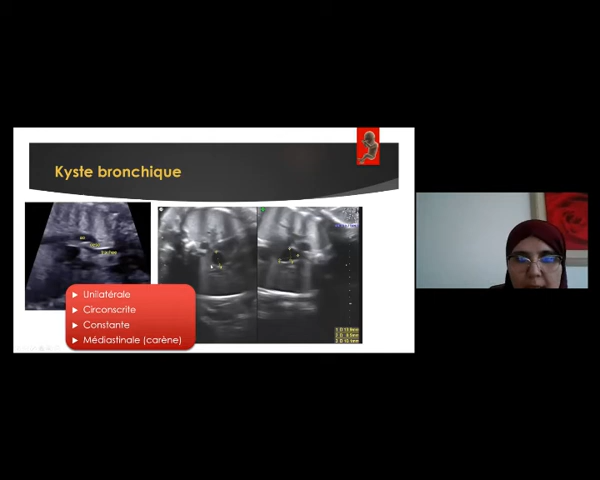 Kyste bronchique
Unilatérale
Circonscrite
Constante
Médiastinale (carène)